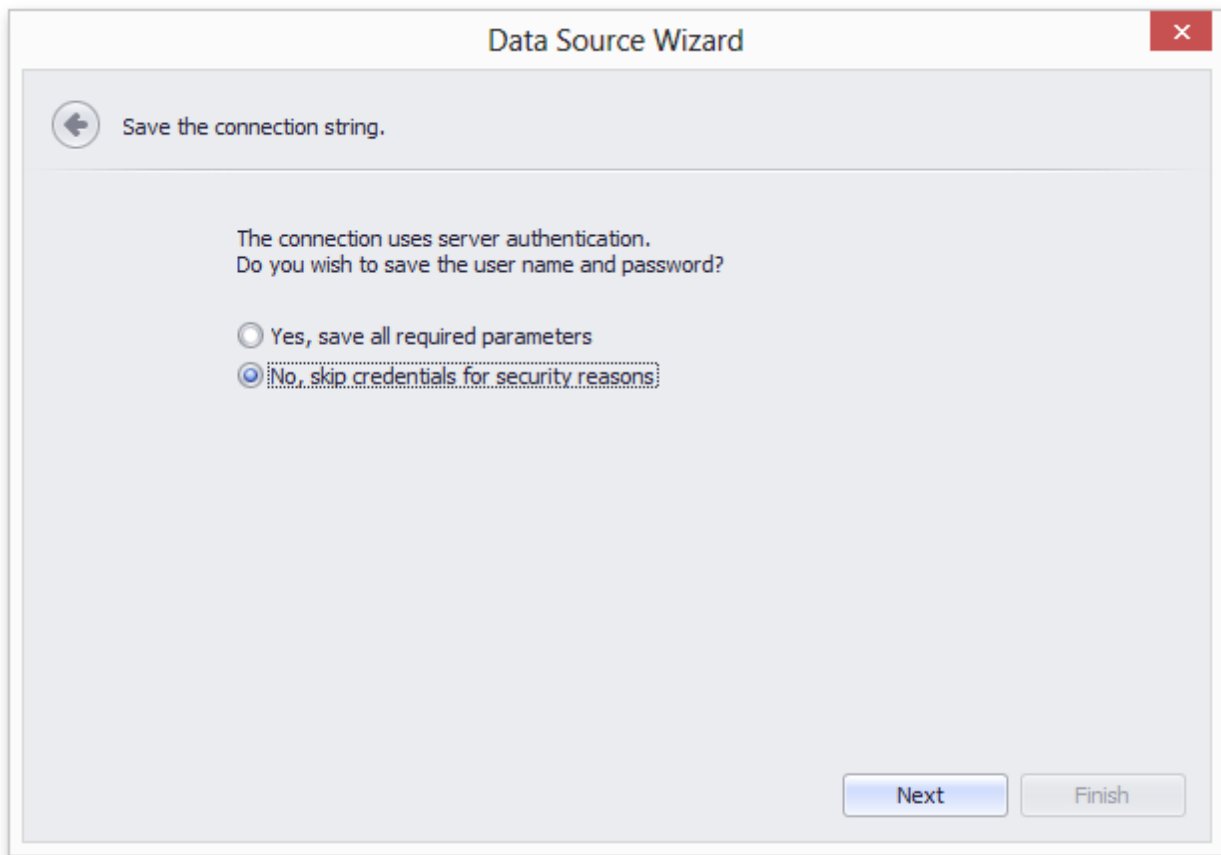 Data Source Wizard
Save the connection string.
The connection uses server authentication.
Do you wish to save the user name and password?
Yes, save all required parameters
No, skip credentials for security reasons
Next Finish